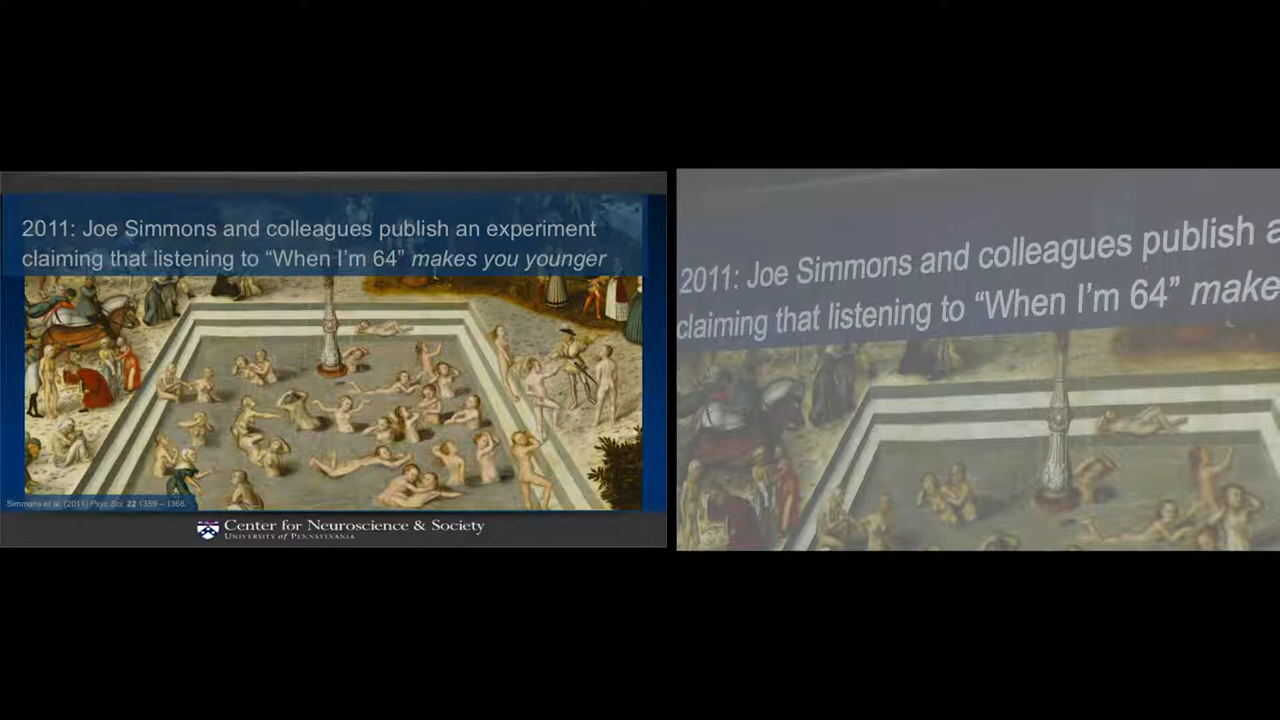 2011: Joe Simmons and colleagues publish an experiment
claiming that listening to “When I’m 64” makes you younger
Simmons et al. (2011) Psyc Sci. 22 1359 – 1366.
Center for Neuroscience & Society
UNIVERSITY of PENNSYLVANIA
2011: Joe Simmons and colleagues publish a
claiming that listening to “When I’m 64” make